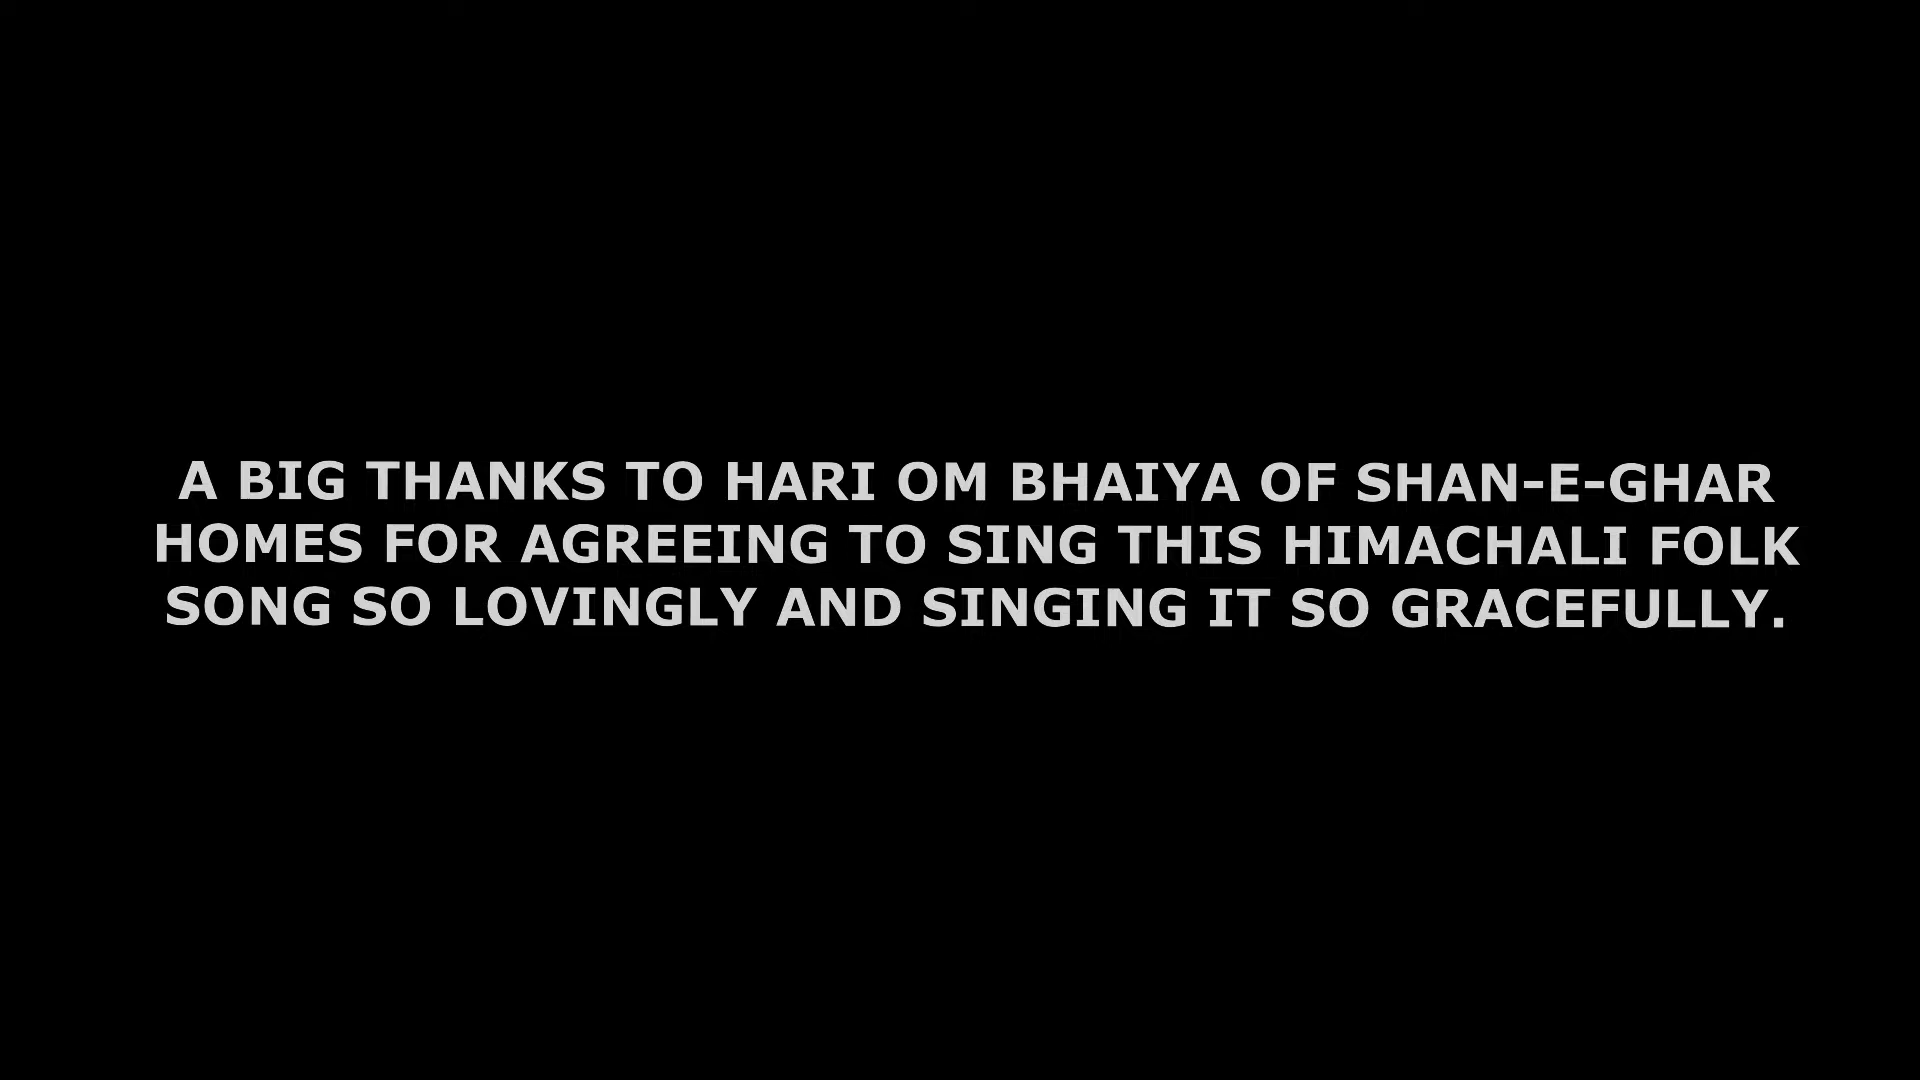 A BIG THANKS TO HARI OM BHAIYA OF SHAN-E-GHAR
HOMES FOR AGREEING TO SING THIS HIMACHALI FOLK
SONG SO LOVINGLY AND SINGING IT SO GRACEFULLY.